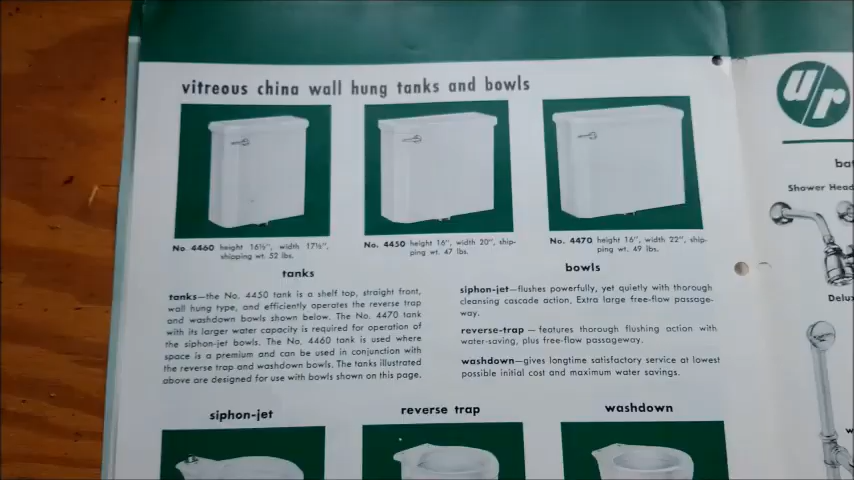 vitreous china wall hung tanks and bowls
No 4460 height 16½", width 17½",
shipping wt. 52 lbs.
No. 4450 height 16", width 20", ship-
ping wt. 47 lbs.
No. 4470 height 16", width 22", ship-
ping wt. 49 lbs.
tanks
tanks—the No. 4450 tank is a shelf top, straight front,
wall hung type, and efficiently operates the reverse trap
and washdown bowls shown below. The No. 4470 tank
with its larger water capacity is required for operation of
the siphon-jet bowls. The No. 4460 tank is used where
space is a premium and can be used in conjunction with
the reverse trap and washdown bowls. The tanks illustrated
above are designed for use with bowls shown on this page.
bowls
siphon-jet—flushes powerfully, yet quietly with thorough
cleansing cascade action, Extra large free-flow passage-
way.
reverse-trap — features thorough flushing action with
water-saving, plus free-flow passageway.
washdown—gives longtime satisfactory service at lowest
possible initial cost and maximum water savings.
siphon-jet
reverse trap
washdown
ur
Shower Head